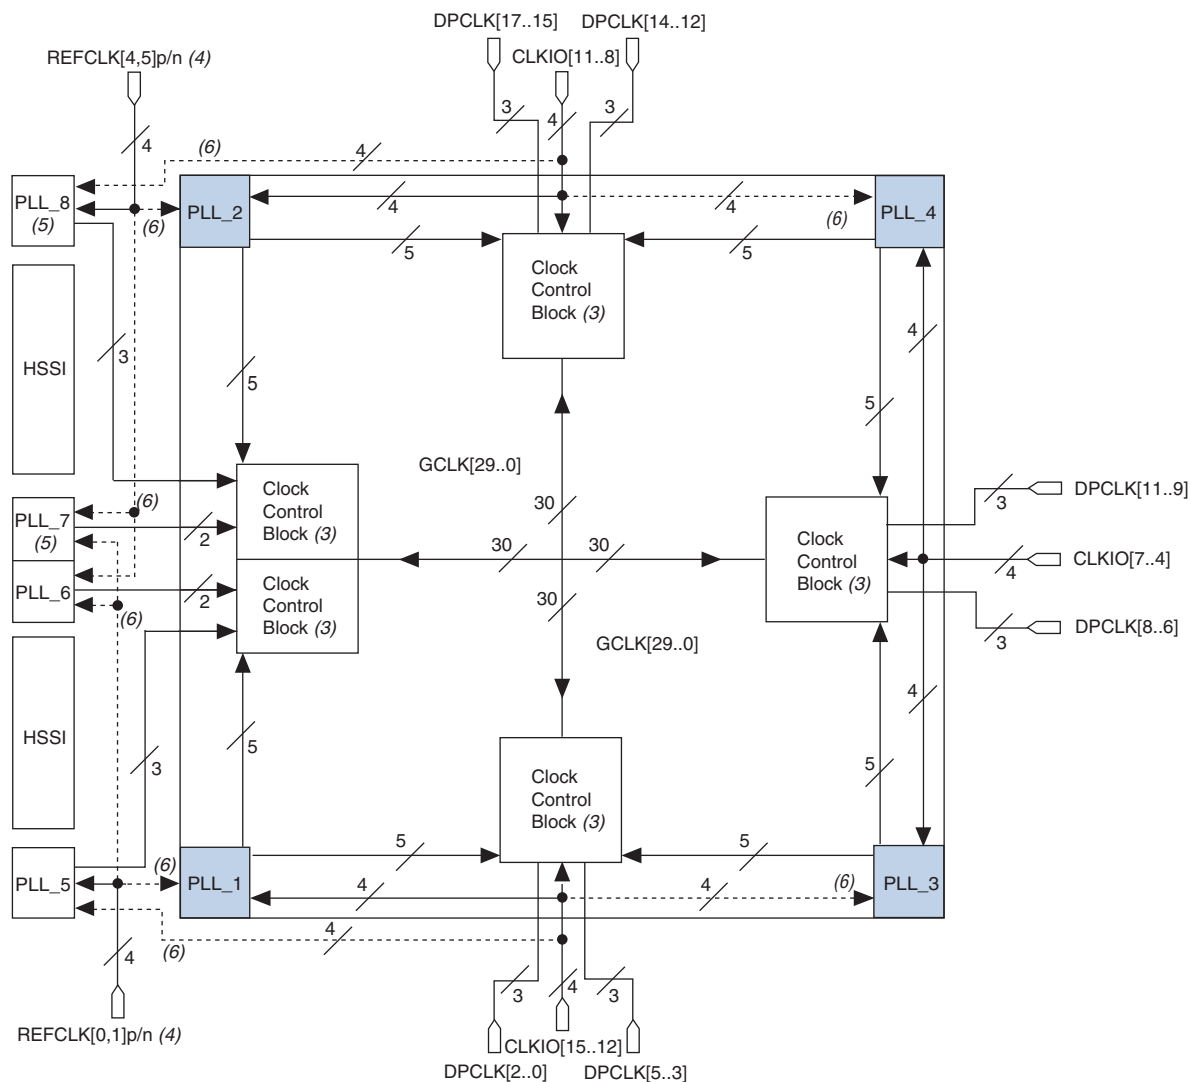 DPCLK[17..15] DPCLK[14..12]
REFCLK[4,5]p/n (4)
CLKIO[11..8]
3
4
3
4
(6)
4
PLL_8
(5)
(6)
PLL_2
4
4
(6)
PLL_4
5
5
Clock
Control
Block (3)
HSSI
3
5
4
5
GCLK[29..0]
(6)
PLL_7
(5)
2
Clock
Control
Block (3)
30
3
DPCLK[11..9]
30
30
Clock
Control
Block (3)
4
CLKIO[7..4]
PLL_6
2
(6)
Clock
Control
Block (3)
30
GCLK[29..0]
3
DPCLK[8..6]
HSSI
3
5
4
5
Clock
Control
Block (3)
5
5
PLL_5
(6)
PLL_1
4
4
(6)
PLL_3
4
(6)
4
3
4
3
REFCLK[0,1]p/n (4)
CLKIO[15..12]
DPCLK[2..0] DPCLK[5..3]